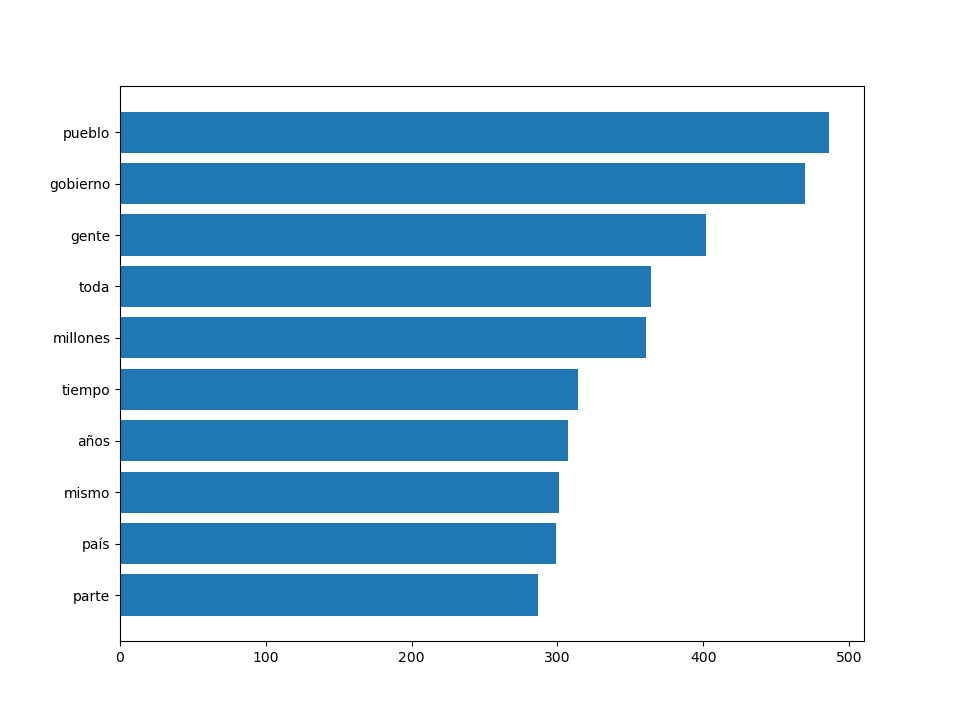 pueblo
gobierno
gente
toda
millones
tiempo
años
mismo
país
parte
0 100 200 300 400 500